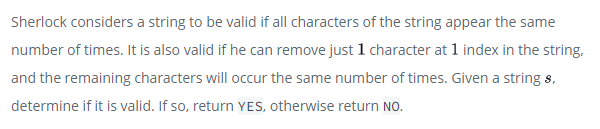 Sherlock considers a string to be valid if all characters of the string appear the same
number of times. It is also valid if he can remove just 1 character at 1 index in the string,
and the remaining characters will occur the same number of times. Given a string s,
determine if it is valid. If so, return YES, otherwise return NO.